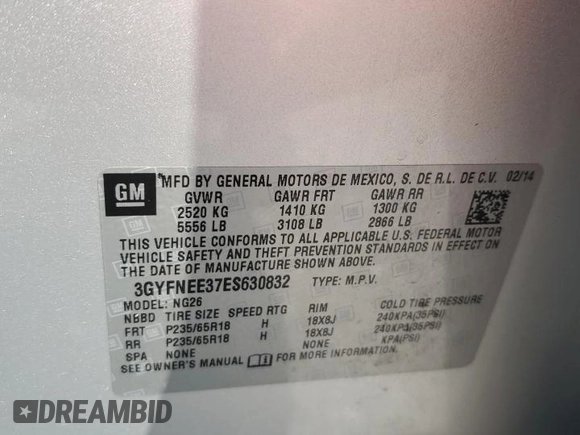 GM
MFD BY GENERAL MOTORS DE MEXICO, S. DE R.L. DE C.V. 02/14
GVWR GAWR FRT GAWR RR
2520 KG 1410 KG 1300 KG
5556 LB 3108 LB 2866 LB
THIS VEHICLE CONFORMS TO ALL APPLICABLE U.S. FEDERAL MOTOR
VEHICLE SAFETY AND THEFT PREVENTION STANDARDS IN EFFECT ON
THE DATE OF MANUFACTURE SHOWN ABOVE.
3GYFNEE37ES630832 TYPE: M.P.V.
MODEL: NG26
TIRE SIZE SPEED RTG RIM COLD TIRE PRESSURE
FRT P235/65R18 H 18X8J 240KPA(35PSI)
RR P235/65R18 H 18X8J 240KPA(35PSI)
SPA NONE NONE KPA(PSI)
SEE OWNER'S MANUAL FOR MORE INFORMATION.
DREAMBID